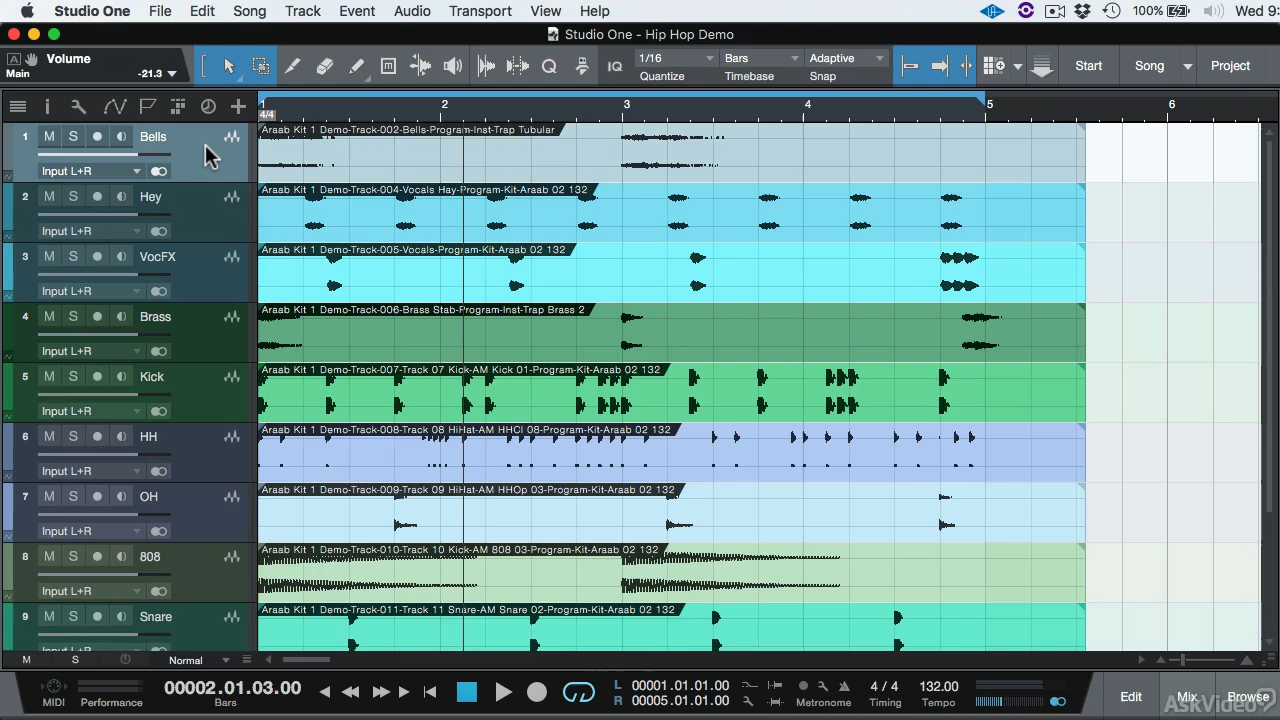 Studio One File Edit Song Track Event Audio Transport View Help 100% Wed 9:
Studio One - Hip Hop Demo
A Volume
Main -21.3
IQ
1/16
Quantize
Bars
Timebase
Adaptive
Snap
Start Song Project
1 2 3 4 5 6
4/4
1 M S Bells
Input L+R
Araab Kit 1 Demo-Track-002-Bells-Program-Inst-Trap Tubular
2 M S Hey
Input L+R
Araab Kit 1 Demo-Track-004-Vocals Hay-Program-Kit-Araab 02 132
3 M S VocFX
Input L+R
Araab Kit 1 Demo-Track-005-Vocals-Program-Kit-Araab 02 132
4 M S Brass
Input L+R
Araab Kit 1 Demo-Track-006-Brass Stab-Program-Inst-Trap Brass 2
5 M S Kick
Input L+R
Araab Kit 1 Demo-Track-007-Track 07 Kick-AM Kick 01-Program-Kit-Araab 02 132
6 M S HH
Input L+R
Araab Kit 1 Demo-Track-008-Track 08 HiHat-AM HHCl 08-Program-Kit-Araab 02 132
7 M S OH
Input L+R
Araab Kit 1 Demo-Track-009-Track 09 HiHat-AM HHOp 03-Program-Kit-Araab 02 132
8 M S 808
Input L+R
Araab Kit 1 Demo-Track-010-Track 10 Kick-AM 808 03-Program-Kit-Araab 02 132
9 M S Snare
Araab Kit 1 Demo-Track-011-Track 11 Snare-AM Snare 02-Program-Kit-Araab 02 132
M S Normal
MIDI
Performance
00002.01.03.00
Bars
L 00001.01.01.00
R 00005.01.01.00
Metronome
4 / 4
Timing
132.00
Tempo
Edit Mix Browse
AskVideo